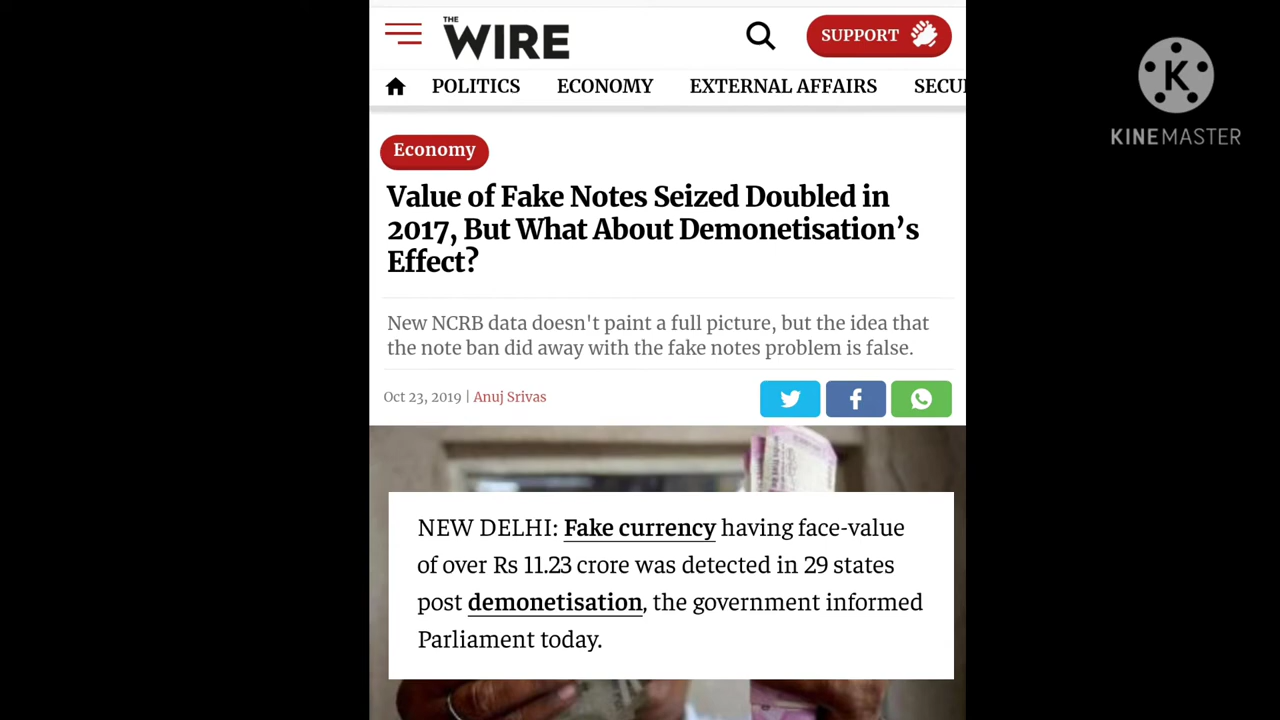 THE
WIRE
SUPPORT
POLITICS ECONOMY EXTERNAL AFFAIRS SECU
K
KINEMASTER
Economy
Value of Fake Notes Seized Doubled in
2017, But What About Demonetisation’s
Effect?
New NCRB data doesn't paint a full picture, but the idea that
the note ban did away with the fake notes problem is false.
Oct 23, 2019 | Anuj Srivas
NEW DELHI: Fake currency having face-value
of over Rs 11.23 crore was detected in 29 states
post demonetisation, the government informed
Parliament today.